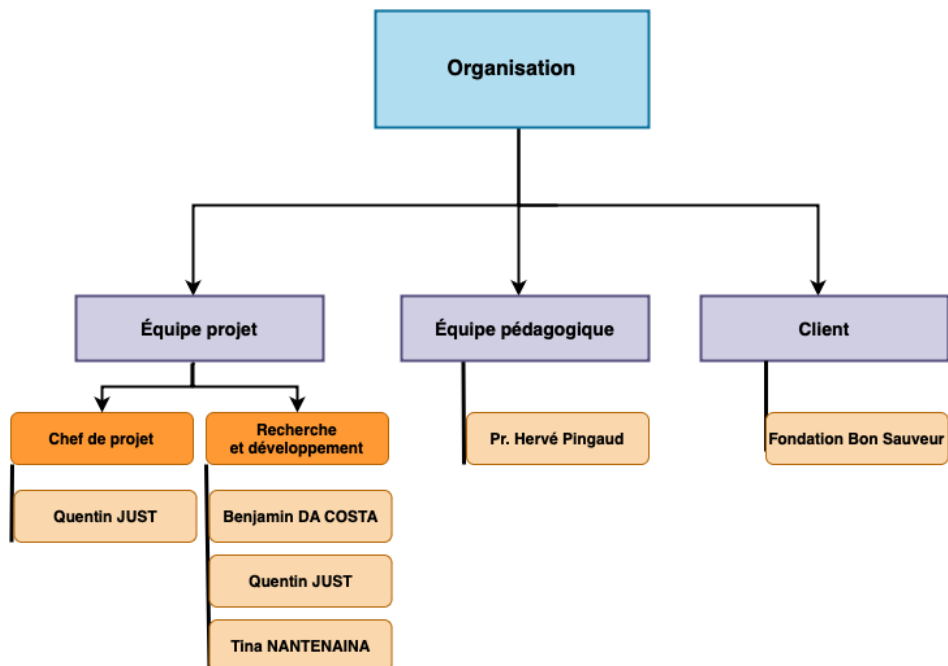 Organisation
Équipe projet
Équipe pédagogique
Client
Chef de projet
Recherche
et développement
Pr. Hervé Pingaud
Fondation Bon Sauveur
Quentin JUST
Benjamin DA COSTA
Quentin JUST
Tina NANTENAINA